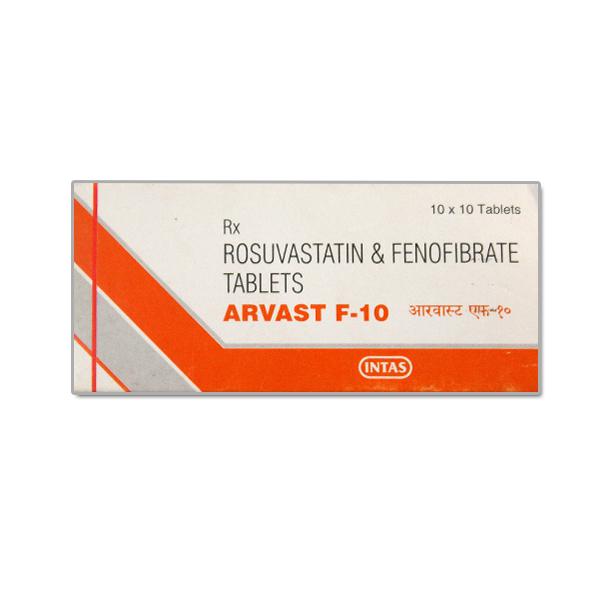 10 x 10 Tablets
Rx
ROSUVASTATIN & FENOFIBRATE
TABLETS
ARVAST F-10 आरवास्ट एफ-१०
INTAS